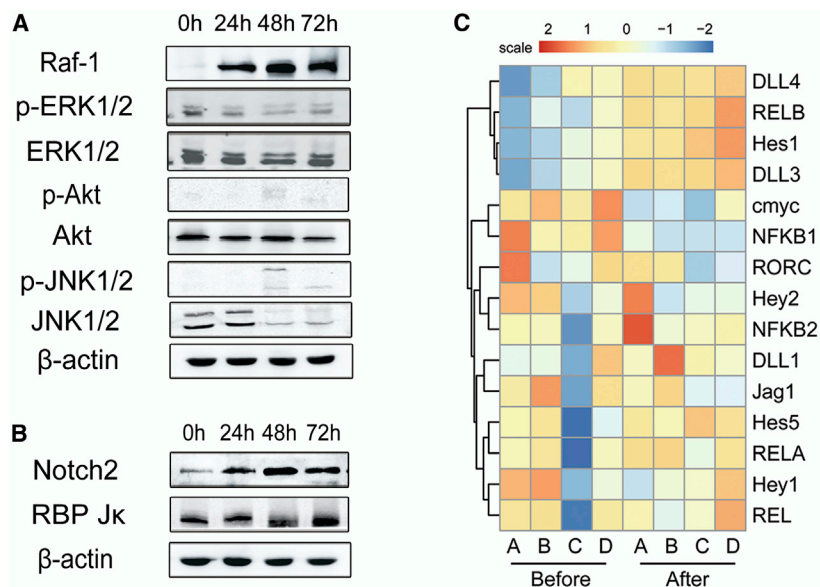 A
0h 24h 48h 72h
Raf-1
p-ERK1/2
ERK1/2
p-Akt
Akt
p-JNK1/2
JNK1/2
β-actin
B
0h 24h 48h 72h
Notch2
RBP Jκ
β-actin
C
scale 2 1 0 −1 −2
DLL4
RELB
Hes1
DLL3
cmyc
NFKB1
RORC
Hey2
NFKB2
DLL1
Jag1
Hes5
RELA
Hey1
REL
A B C D A B C D
Before After